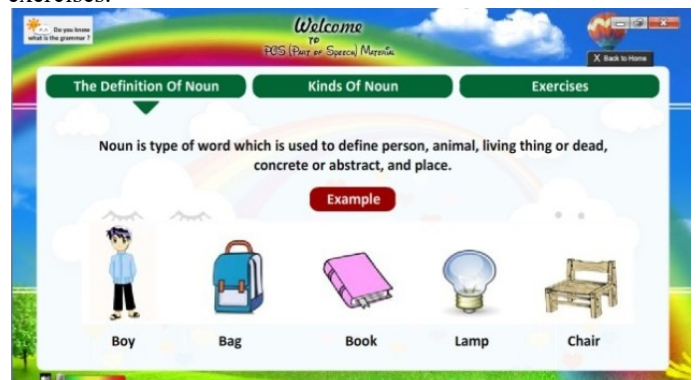 exercises.
Do you know
what is the grammar ?
Welcome
TO
POS (Part of Speech) Material
X Back to Home
The Definition Of Noun
Kinds Of Noun
Exercises
Noun is type of word which is used to define person, animal, living thing or dead,
concrete or abstract, and place.
Example
Boy
Bag
Book
Lamp
Chair